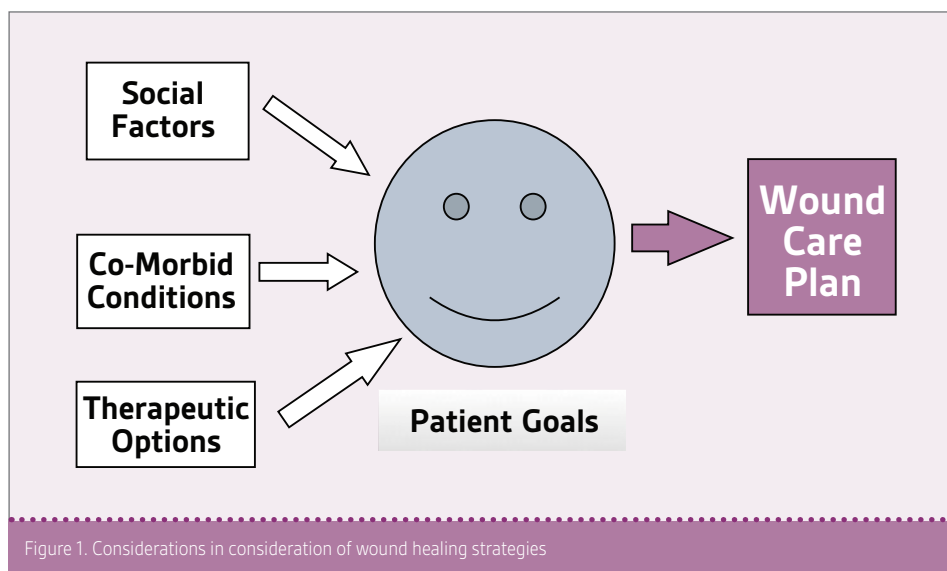 Social
Factors
Co-Morbid
Conditions
Therapeutic
Options
Patient Goals
Wound
Care
Plan
Figure 1. Considerations in consideration of wound healing strategies